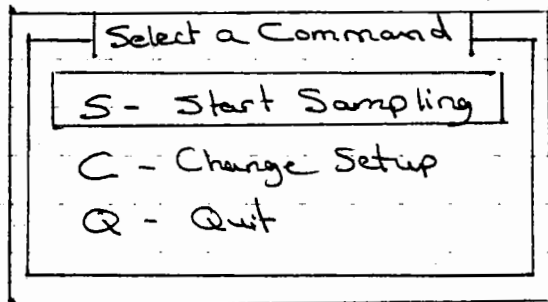 Select a Command
S - Start Sampling
C - Change Setup
Q - Quit